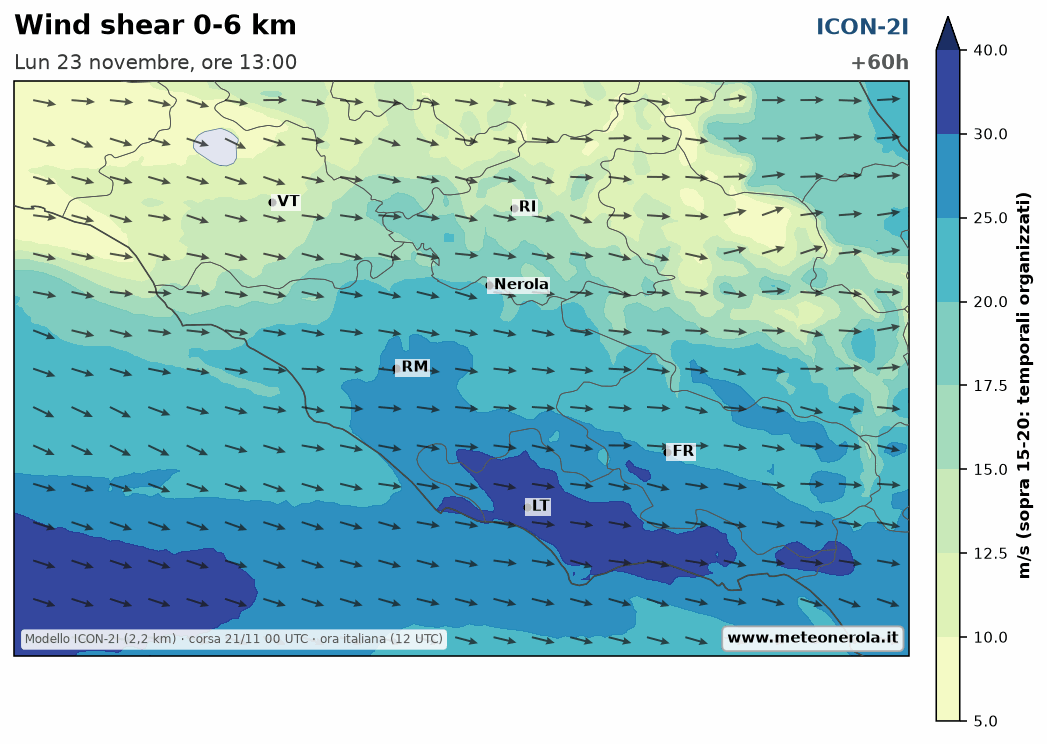 Wind shear 0-6 km
ICON-2I
Lun 23 novembre, ore 13:00
+60h
VT
RI
Nerola
RM
FR
LT
Modello ICON-2I (2,2 km) · corsa 21/11 00 UTC · ora italiana (12 UTC)
www.meteonerola.it
40.0
30.0
25.0
20.0
17.5
15.0
12.5
10.0
5.0
m/s (sopra 15-20: temporali organizzati)